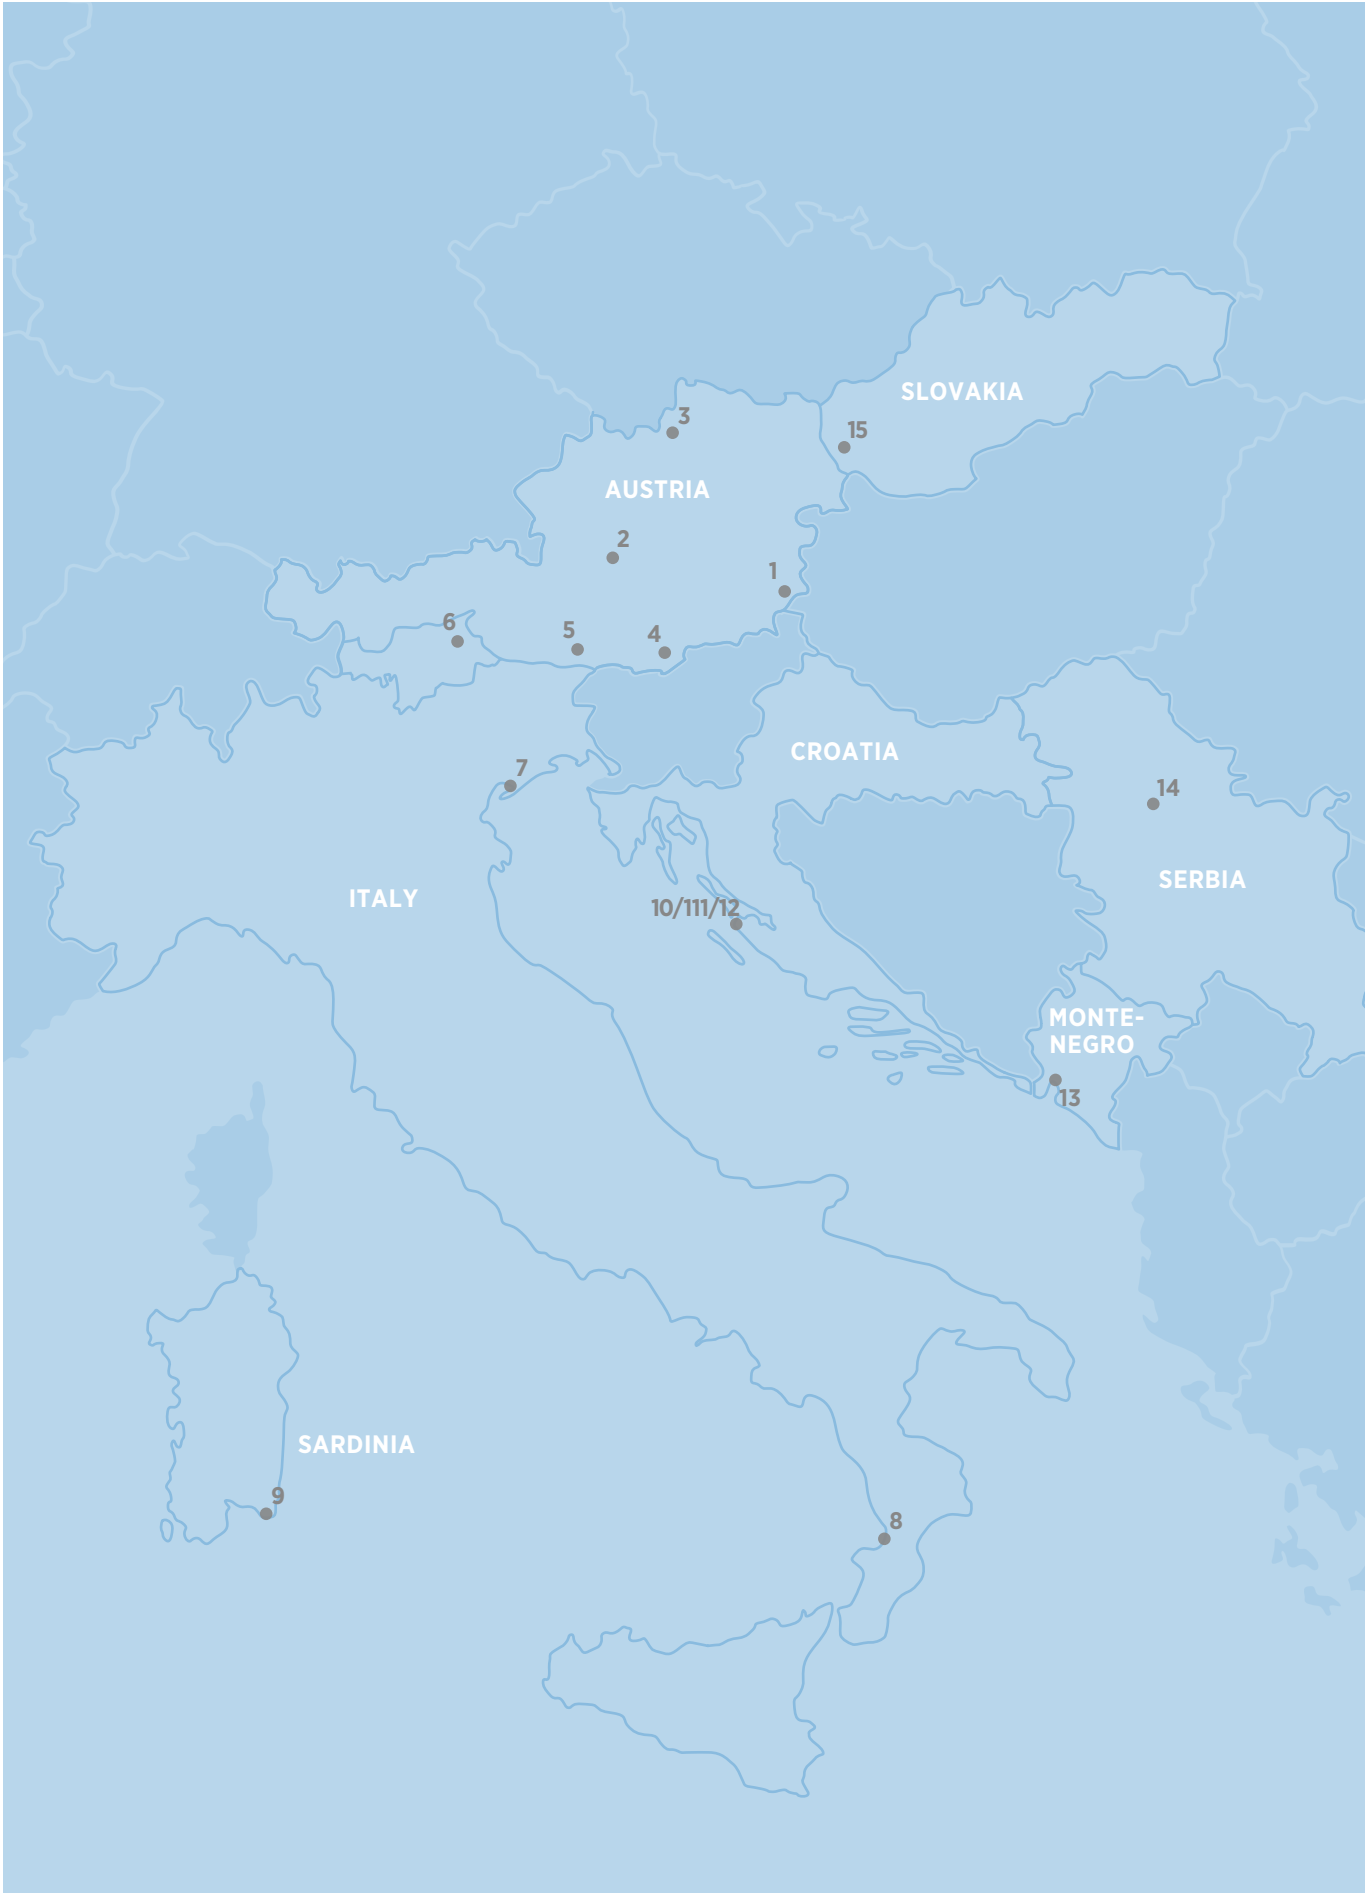 SLOVAKIA
3
15
AUSTRIA
2
1
6
5
4
CROATIA
7
14
SERBIA
ITALY
10/111/12
MONTE-
NEGRO
13
SARDINIA
9
8